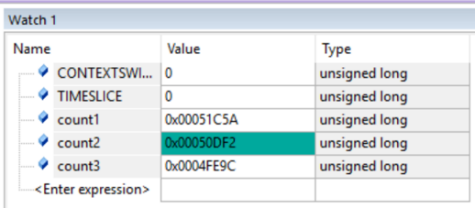 Watch 1
Name Value Type
CONTEXTSWI... 0 unsigned long
TIMESLICE 0 unsigned long
count1 0x00051C5A unsigned long
count2 0x00050DF2 unsigned long
count3 0x0004FE9C unsigned long
<Enter expression>